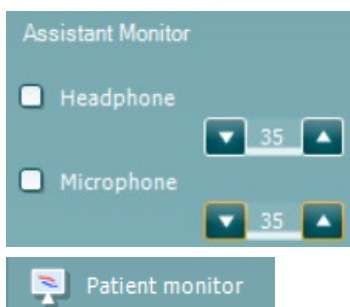 Assistant Monitor
Headphone
35
Microphone
35
Patient monitor